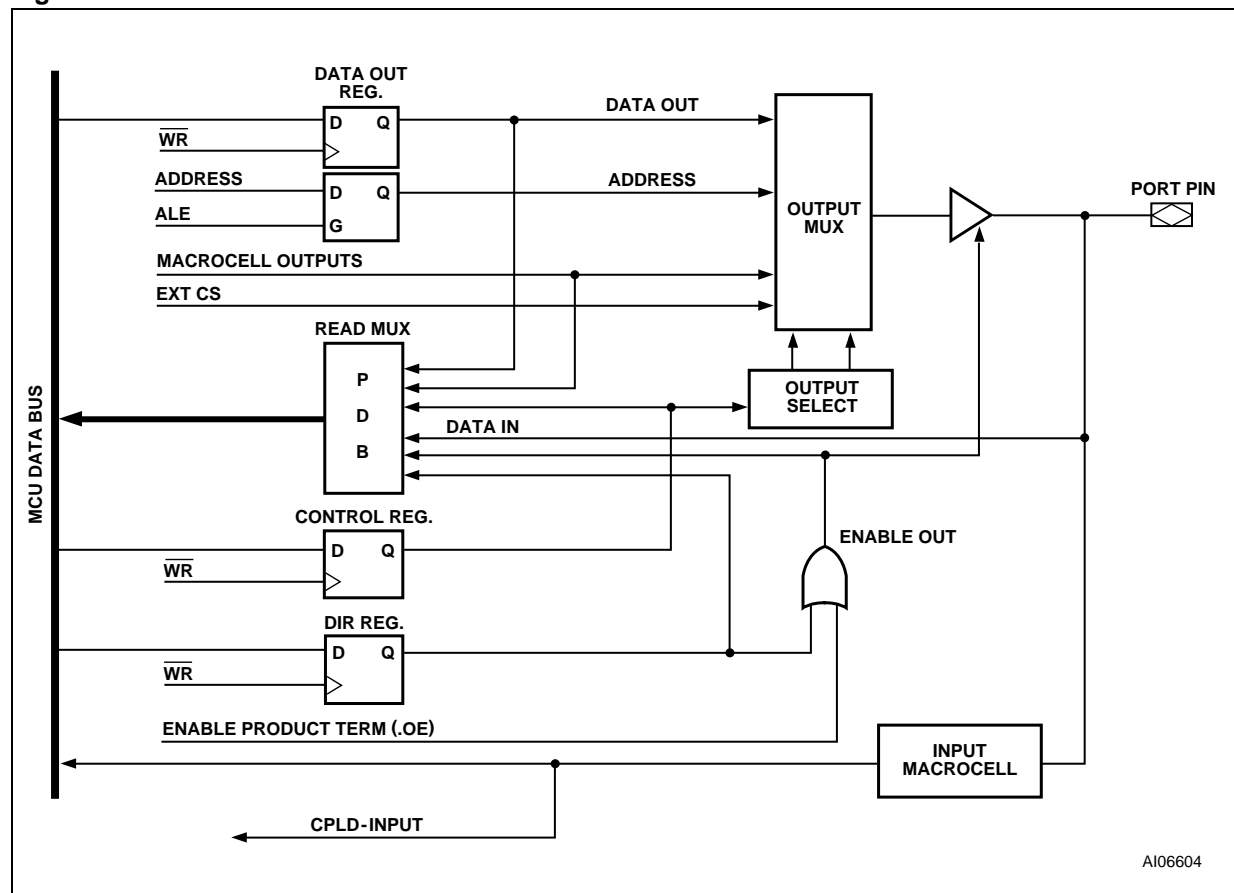 DATA OUT
REG.
DATA OUT
D Q
WR
ADDRESS
ADDRESS
D Q
ALE
G
OUTPUT
MUX
PORT PIN
MACROCELL OUTPUTS
EXT CS
READ MUX
P
D
B
OUTPUT
SELECT
DATA IN
MCU DATA BUS
CONTROL REG.
D Q
WR
ENABLE OUT
DIR REG.
D Q
WR
ENABLE PRODUCT TERM (.OE)
INPUT
MACROCELL
CPLD-INPUT
AI06604